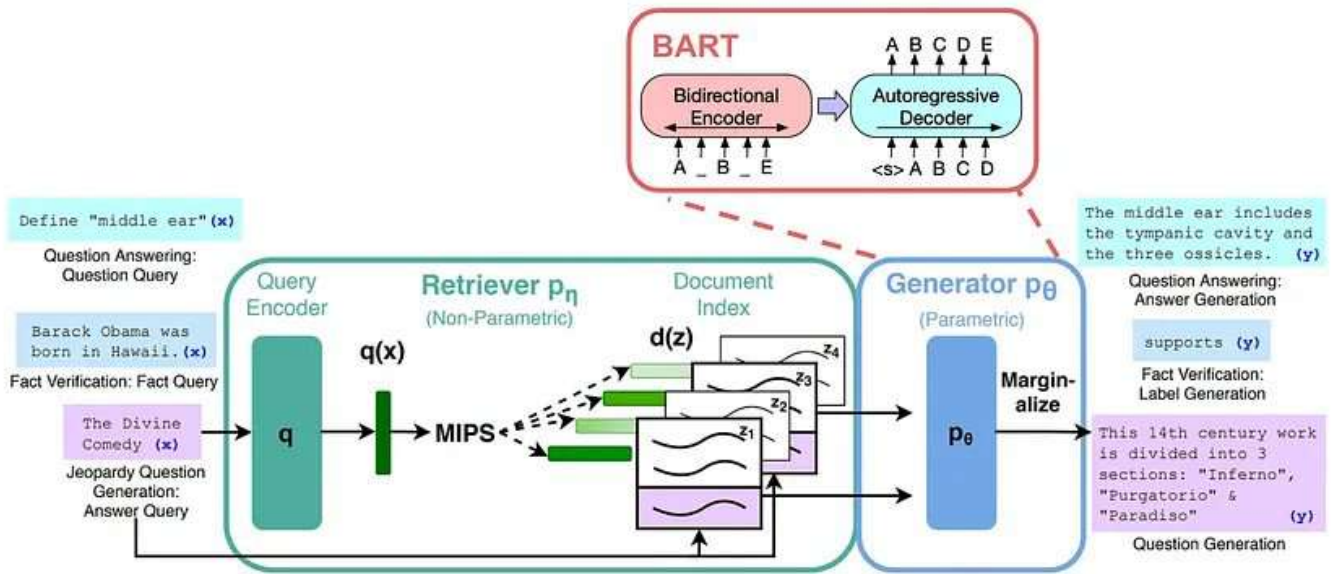 BART
A B C D E
Bidirectional
Encoder
Autoregressive
Decoder
A _ B _ E
<s> A B C D
Define "middle ear" (x)
Question Answering:
Question Query
Barack Obama was
born in Hawaii. (x)
Fact Verification: Fact Query
The Divine
Comedy (x)
Jeopardy Question
Generation:
Answer Query
Query
Encoder
Retriever pη
(Non-Parametric)
Document
Index
q
q(x)
MIPS
d(z)
z4
z3
z2
z1
Generator pθ
(Parametric)
pθ
Margin-
alize
The middle ear includes
the tympanic cavity and
the three ossicles. (y)
Question Answering:
Answer Generation
supports (y)
Fact Verification:
Label Generation
This 14th century work
is divided into 3
sections: "Inferno",
"Purgatorio" &
"Paradiso" (y)
Question Generation